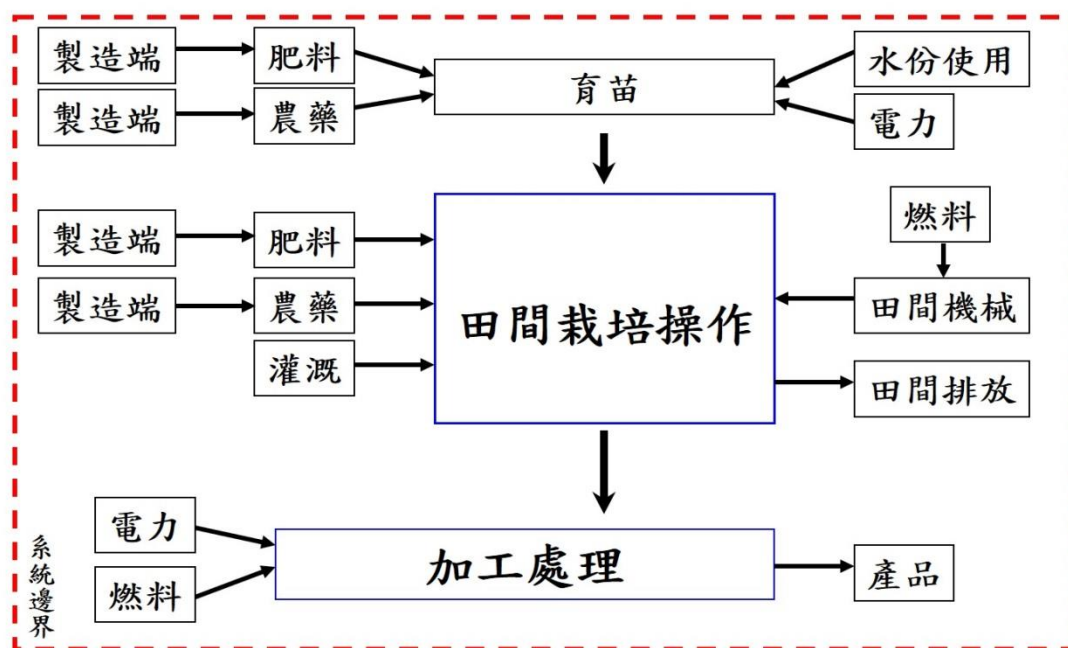 製造端
肥料
製造端
農藥
育苗
水份使用
電力
製造端
肥料
製造端
農藥
灌溉
田間栽培操作
燃料
田間機械
田間排放
電力
燃料
加工處理
產品
系統邊界